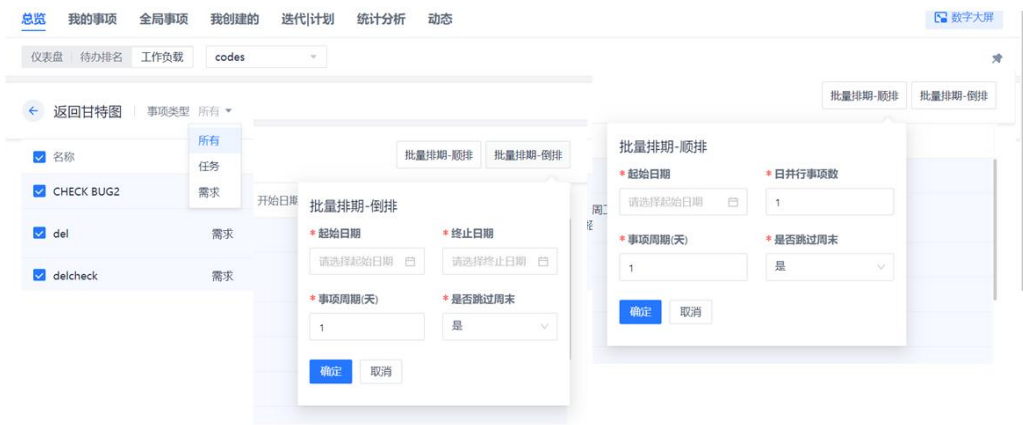 总览 我的事项 全局事项 我创建的 迭代|计划 统计分析 动态 数字大屏
仪表盘 待办排名 工作负载 codes
返回甘特图 事项类型 所有
所有
任务
需求
名称
CHECK BUG2
del 需求
delcheck 需求
批量排期-顺排 批量排期-倒排
开始日期
批量排期-倒排
* 起始日期 * 终止日期
请选择起始日期 请选择终止日期
* 事项周期(天) * 是否跳过周末
1 是
确定 取消
批量排期-顺排 批量排期-倒排
批量排期-顺排
* 起始日期 * 日并行事项数
请选择起始日期 1
* 事项周期(天) * 是否跳过周末
1 是
确定 取消